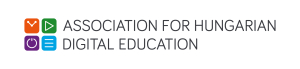 ASSOCIATION FOR HUNGARIAN
DIGITAL EDUCATION